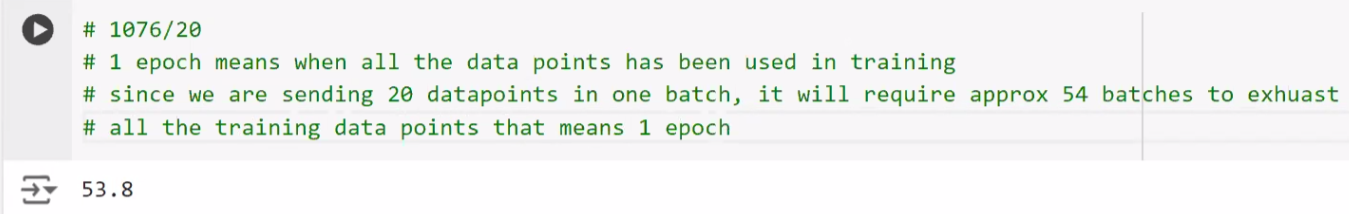 # 1076/20
# 1 epoch means when all the data points has been used in training
# since we are sending 20 datapoints in one batch, it will require approx 54 batches to exhuast
# all the training data points that means 1 epoch
53.8